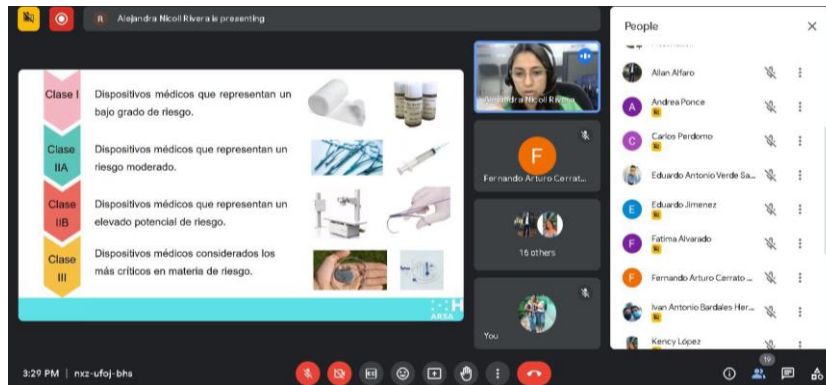 R Alejandra Nicoll Rivera is presenting
People
Clase I
Dispositivos médicos que representan un
bajo grado de riesgo.
Clase
IIA
Dispositivos médicos que representan un
riesgo moderado.
Clase
IIB
Dispositivos médicos que representan un
elevado potencial de riesgo.
Clase
III
Dispositivos médicos considerados los
más críticos en materia de riesgo.
H
ARSA
Alejandra Nicoll Rivera
F
Fernando Arturo Cerrat...
16 others
You
Allan Alfaro
A Andrea Ponce
C Carlos Perdomo
Eduardo Antonio Verde Sa...
E Eduardo Jimenez
F Fatima Alvarado
F Fernando Arturo Cerrato ...
Ivan Antonio Bardales Her...
Kency López
3:29 PM | nxz-ufoj-bhs
19